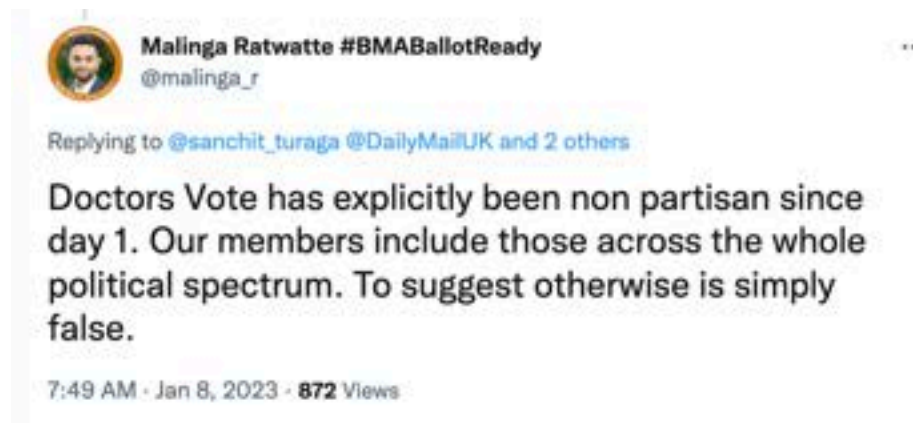 Malinga Ratwatte #BMABallotReady
@malinga_r
Replying to @sanchit_turaga @DailyMailUK and 2 others
Doctors Vote has explicitly been non partisan since
day 1. Our members include those across the whole
political spectrum. To suggest otherwise is simply
false.
7:49 AM · Jan 8, 2023 · 872 Views